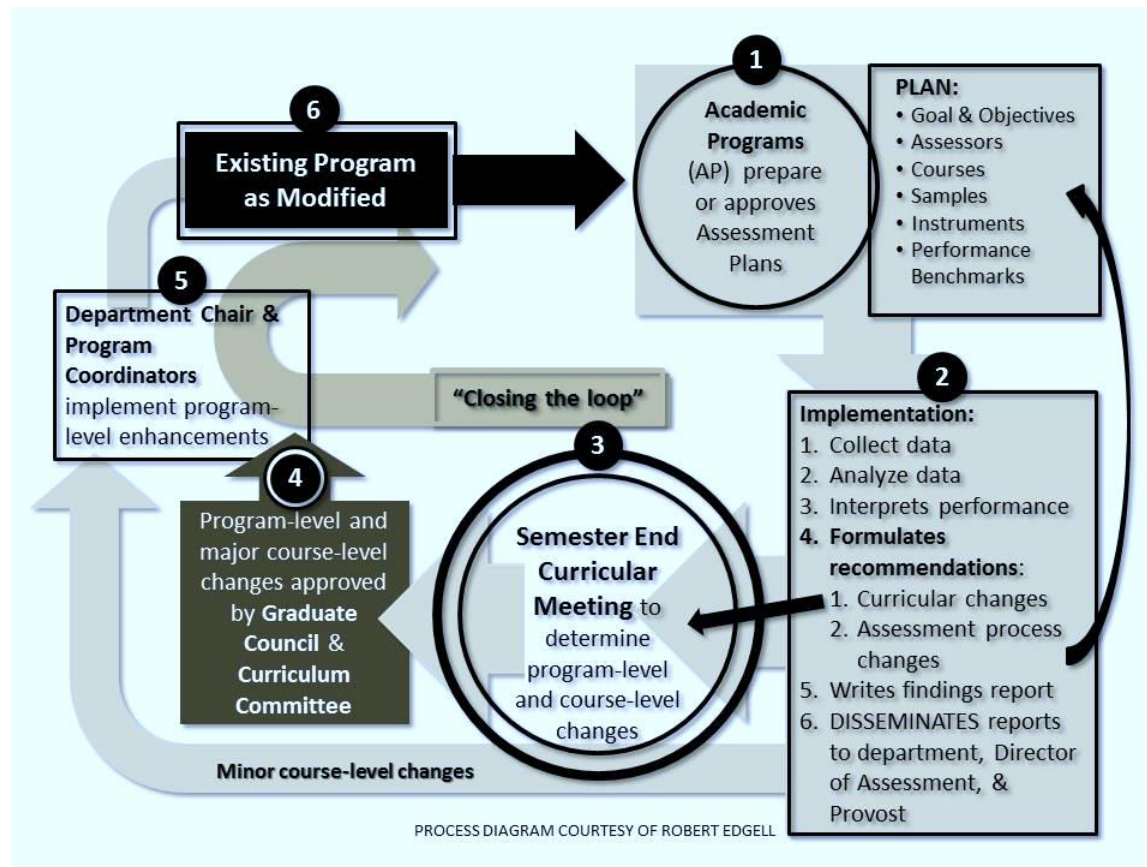 1
Academic
Programs
(AP) prepare
or approves
Assessment
Plans
PLAN:
• Goal & Objectives
• Assessors
• Courses
• Samples
• Instruments
• Performance
Benchmarks
2
Implementation:
1. Collect data
2. Analyze data
3. Interprets performance
4. Formulates
recommendations:
1. Curricular changes
2. Assessment process
changes
5. Writes findings report
6. DISSEMINATES reports
to department, Director
of Assessment, &
Provost
3
Semester End
Curricular
Meeting to
determine
program-level
and course-level
changes
4
Program-level and
major course-level
changes approved
by Graduate
Council &
Curriculum
Committee
5
Department Chair &
Program
Coordinators
implement program-
level enhancements
6
Existing Program
as Modified
“Closing the loop”
Minor course-level changes
PROCESS DIAGRAM COURTESY OF ROBERT EDGELL